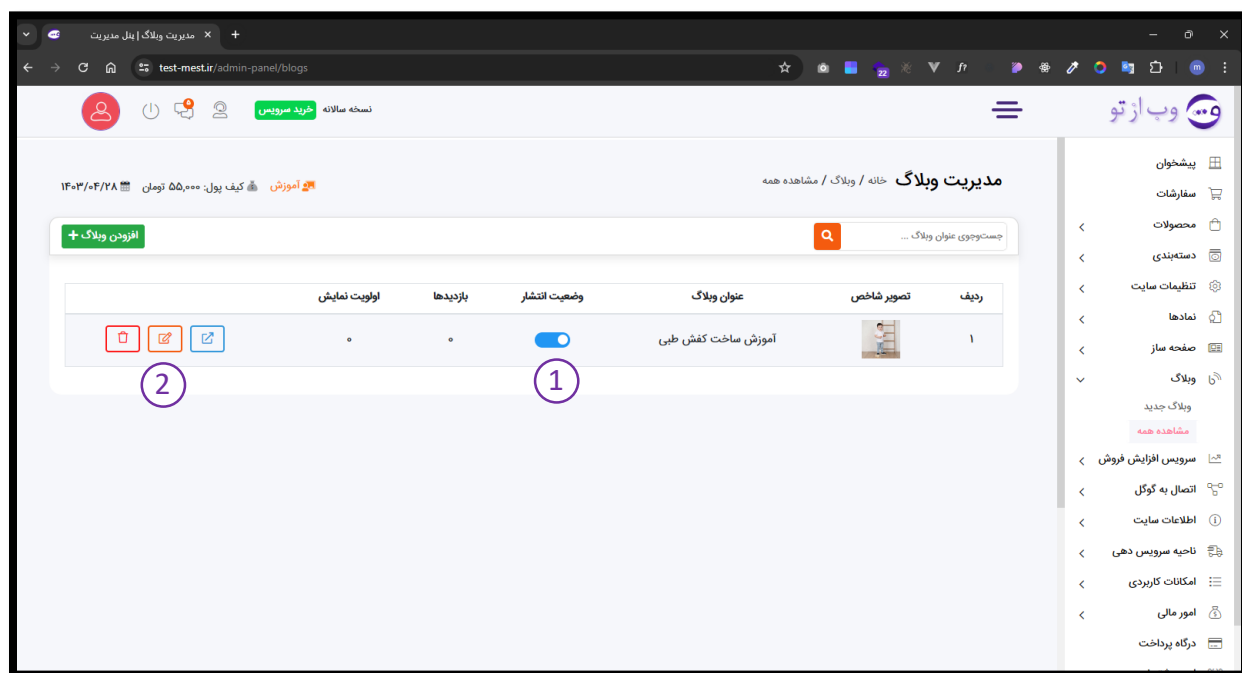 مدیریت وبلاگ | پنل مدیریت
test-mest.ir/admin-panel/blogs
22
m
وب از تو
نسخه سالانه
خرید سرویس
۵
پیشخوان
سفارشات
محصولات
دسته‌بندی
تنظیمات سایت
نمادها
صفحه ساز
وبلاگ
وبلاگ جدید
مشاهده همه
سرویس افزایش فروش
اتصال به گوگل
اطلاعات سایت
ناحیه سرویس دهی
امکانات کاربردی
امور مالی
درگاه پرداخت
مدیریت وبلاگ خانه / وبلاگ / مشاهده همه
آموزش کیف پول: ۵۵,۰۰۰ تومان ۱۴۰۳/۰۴/۲۸
جست‌وجوی عنوان وبلاگ ...
افزودن وبلاگ +
ردیف تصویر شاخص عنوان وبلاگ وضعیت انتشار بازدیدها اولویت نمایش
۱ آموزش ساخت کفش طبی ۰ ۰
1
2